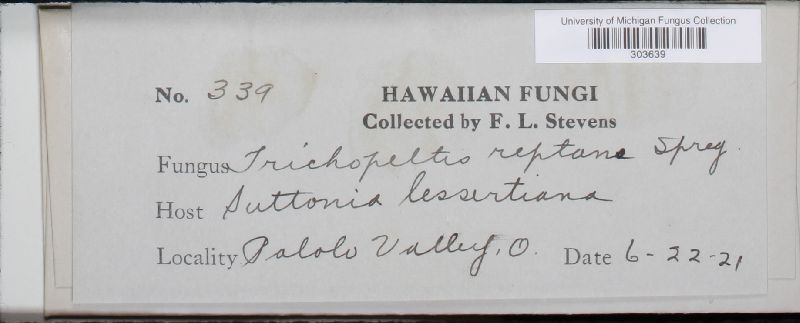 University of Michigan Fungus Collection
303639
No. 339
HAWAIIAN FUNGI
Collected by F. L. Stevens
Fungus Trichopeltis reptans Spreg.
Host Suttonia lessertiana
Locality Palolo Valley, O. Date 6-22-21